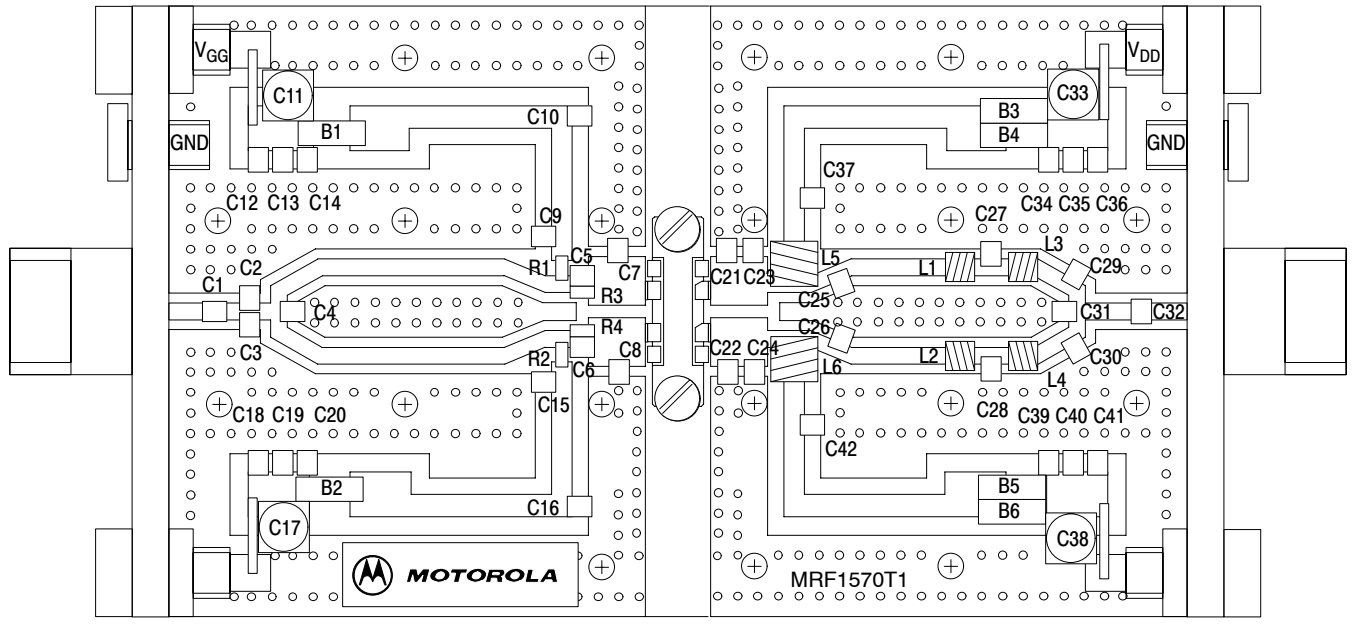 VGG
VDD
C11
C33
B1
C10
B3
B4
GND
GND
C37
C12 C13 C14
C34 C35 C36
C9
C27
L3
C2
C1
R1
C5
C7
C21 C23
L5
L1
C29
R3
C25
C4
C31
C32
C3
R4
C26
R2
C6
C8
C22 C24
L6
L2
C30
L4
C15
C28
C18 C19 C20
C39 C40 C41
C42
B2
B5
C16
B6
C17
C38
MOTOROLA
MRF1570T1